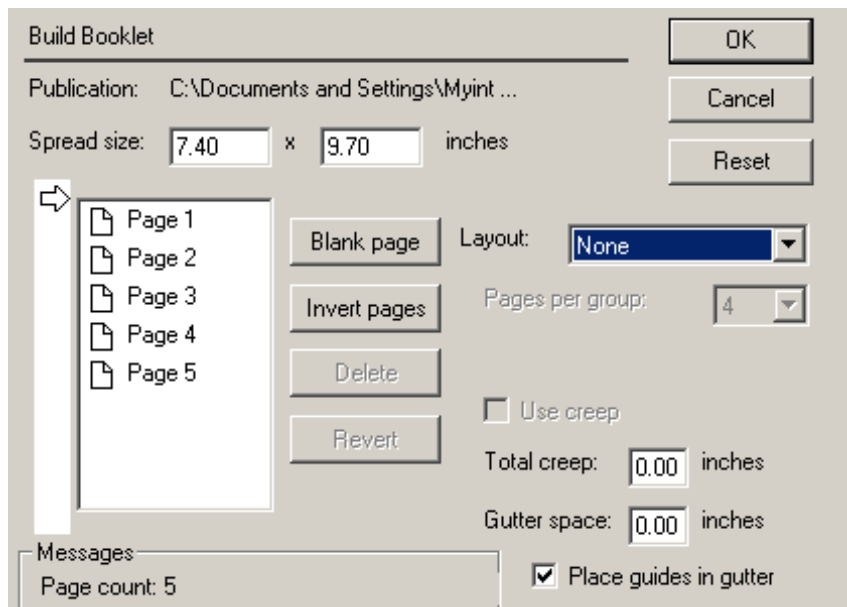 Build Booklet
OK
Publication: C:\Documents and Settings\Myint ...
Cancel
Spread size: 7.40 x 9.70 inches
Reset
Page 1
Page 2
Page 3
Page 4
Page 5
Blank page
Invert pages
Delete
Revert
Layout: None
Pages per group: 4
Use creep
Total creep: 0.00 inches
Gutter space: 0.00 inches
Place guides in gutter
Messages
Page count: 5